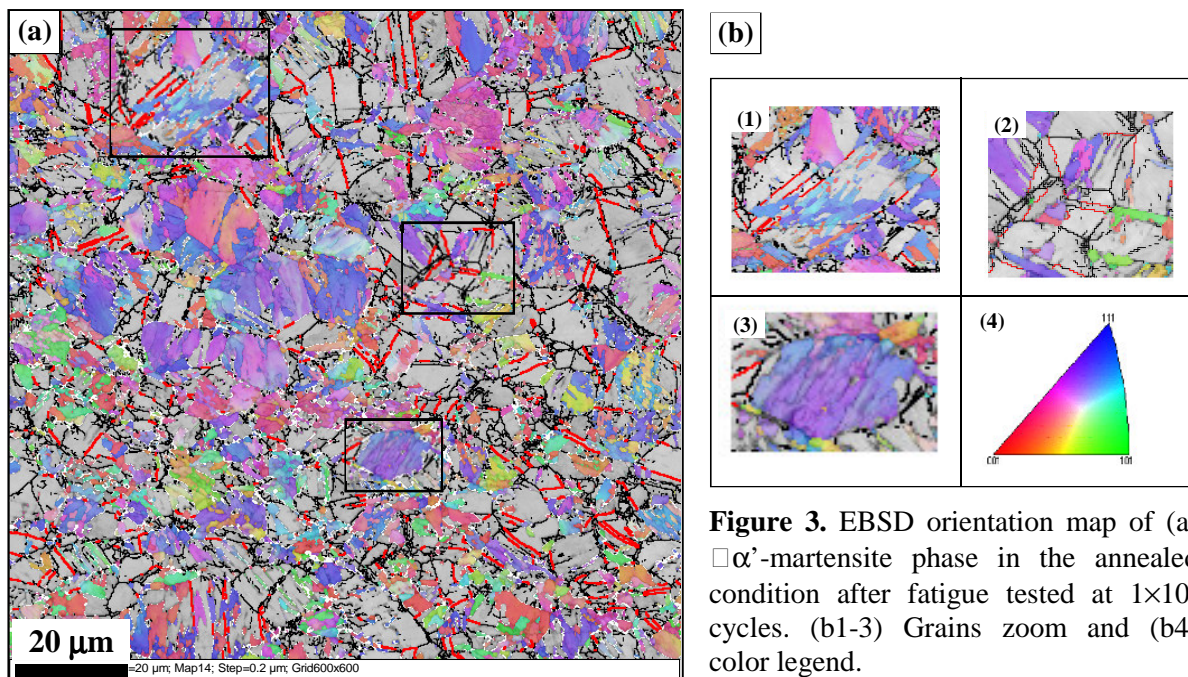 (a)
20 μm
=20 µm; Map14; Step=0.2 µm; Grid600x600
(b)
(1)
(2)
(3)
(4)
111
001
101
Figure 3. EBSD orientation map of (a
□α’-martensite phase in the annealed
condition after fatigue tested at 1×10
cycles. (b1-3) Grains zoom and (b4
color legend.